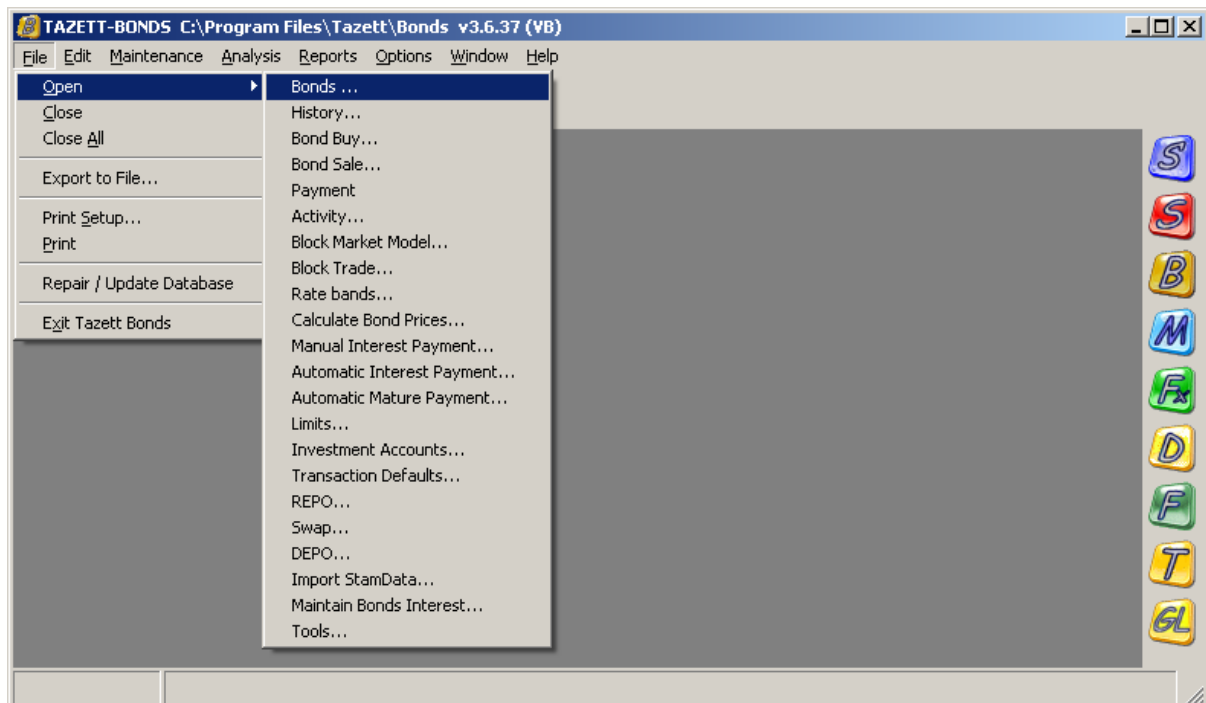 TAZETT-BONDS C:\Program Files\Tazett\Bonds v3.6.37 (VB)
File Edit Maintenance Analysis Reports Options Window Help
Open
Close
Close All
Export to File...
Print Setup...
Print
Repair / Update Database
Exit Tazett Bonds
Bonds ...
History...
Bond Buy...
Bond Sale...
Payment
Activity...
Block Market Model...
Block Trade...
Rate bands...
Calculate Bond Prices...
Manual Interest Payment...
Automatic Interest Payment...
Automatic Mature Payment...
Limits...
Investment Accounts...
Transaction Defaults...
REPO...
Swap...
DEPO...
Import StamData...
Maintain Bonds Interest...
Tools...
S
S
B
M
Fx
D
F
T
GL